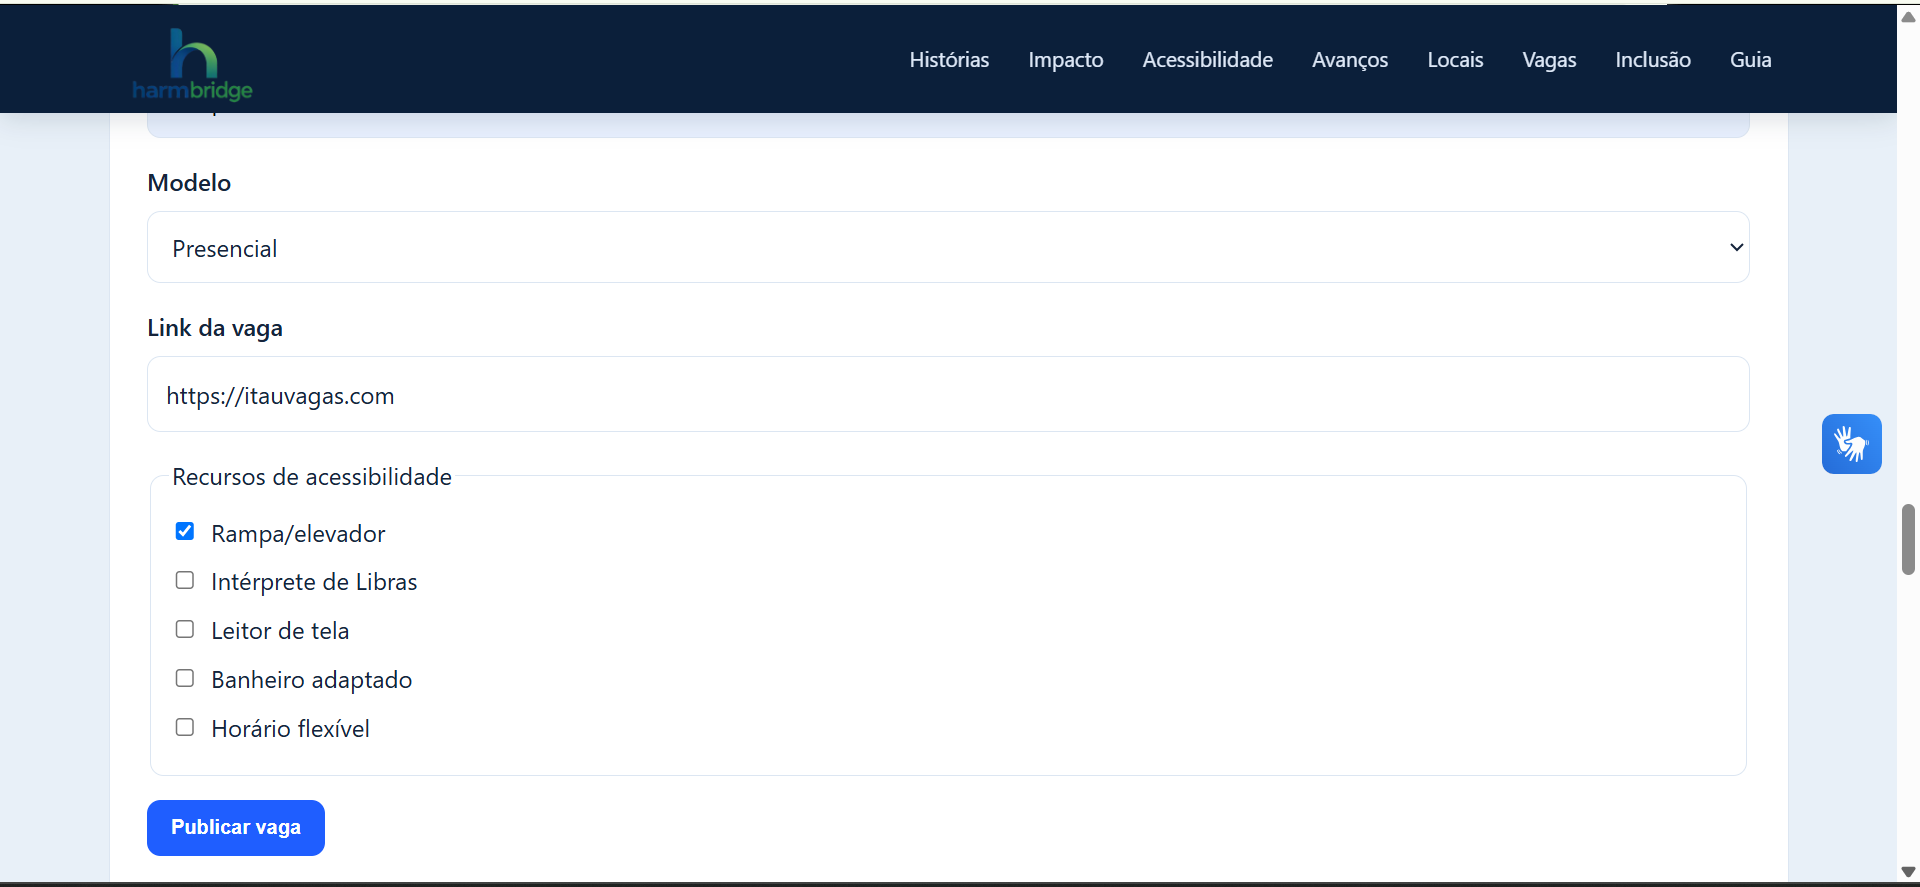 harmbridge
Histórias Impacto Acessibilidade Avanços Locais Vagas Inclusão Guia
Modelo
Presencial
Link da vaga
https://itauvagas.com
Recursos de acessibilidade
Rampa/elevador
Intérprete de Libras
Leitor de tela
Banheiro adaptado
Horário flexível
Publicar vaga